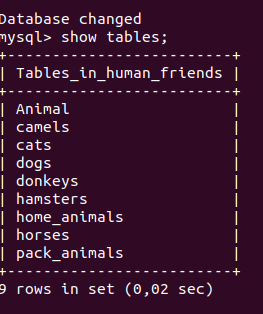 Database changed
mysql> show tables;
+-------------------------+
| Tables_in_human_friends |
+-------------------------+
| Animal                  |
| camels                  |
| cats                    |
| dogs                    |
| donkeys                 |
| hamsters                |
| home_animals            |
| horses                  |
| pack_animals            |
+-------------------------+
9 rows in set (0,02 sec)